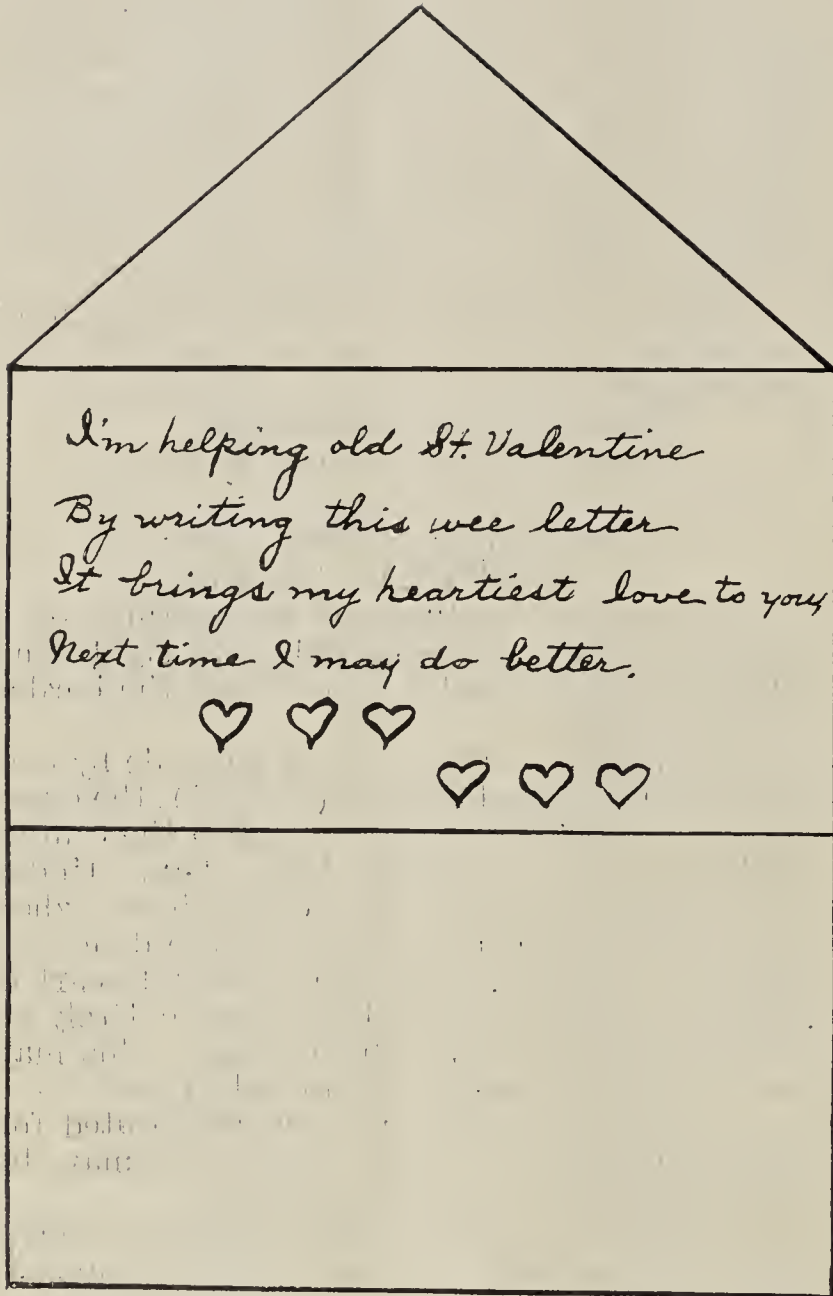 I'm helping old St. Valentine
By writing this wee letter
It brings my heartiest love to you,
Next time I may do better.